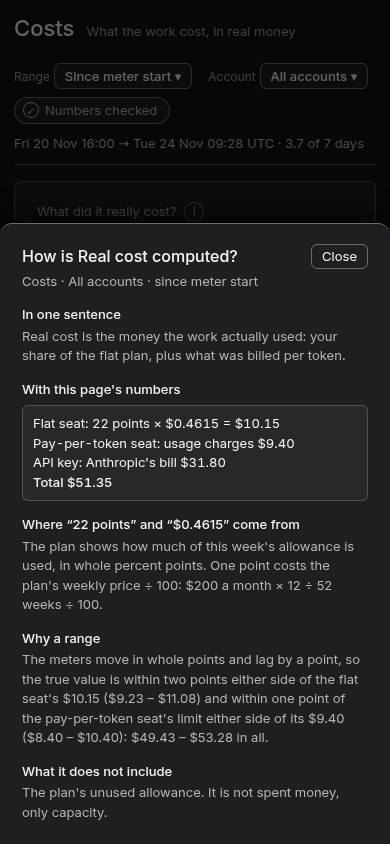 Costs What the work cost, in real money
Range Since meter start ▾ Account All accounts ▾
✓ Numbers checked
Fri 20 Nov 16:00 → Tue 24 Nov 09:28 UTC · 3.7 of 7 days
What did it really cost? i
How is Real cost computed? Close
Costs · All accounts · since meter start
In one sentence
Real cost is the money the work actually used: your
share of the flat plan, plus what was billed per token.
With this page's numbers
Flat seat: 22 points × $0.4615 = $10.15
Pay-per-token seat: usage charges $9.40
API key: Anthropic's bill $31.80
Total $51.35
Where “22 points” and “$0.4615” come from
The plan shows how much of this week's allowance is
used, in whole percent points. One point costs the
plan's weekly price ÷ 100: $200 a month × 12 ÷ 52
weeks ÷ 100.
Why a range
The meters move in whole points and lag by a point, so
the true value is within two points either side of the flat
seat's $10.15 ($9.23 – $11.08) and within one point of
the pay-per-token seat's limit either side of its $9.40
($8.40 – $10.40): $49.43 – $53.28 in all.
What it does not include
The plan's unused allowance. It is not spent money,
only capacity.